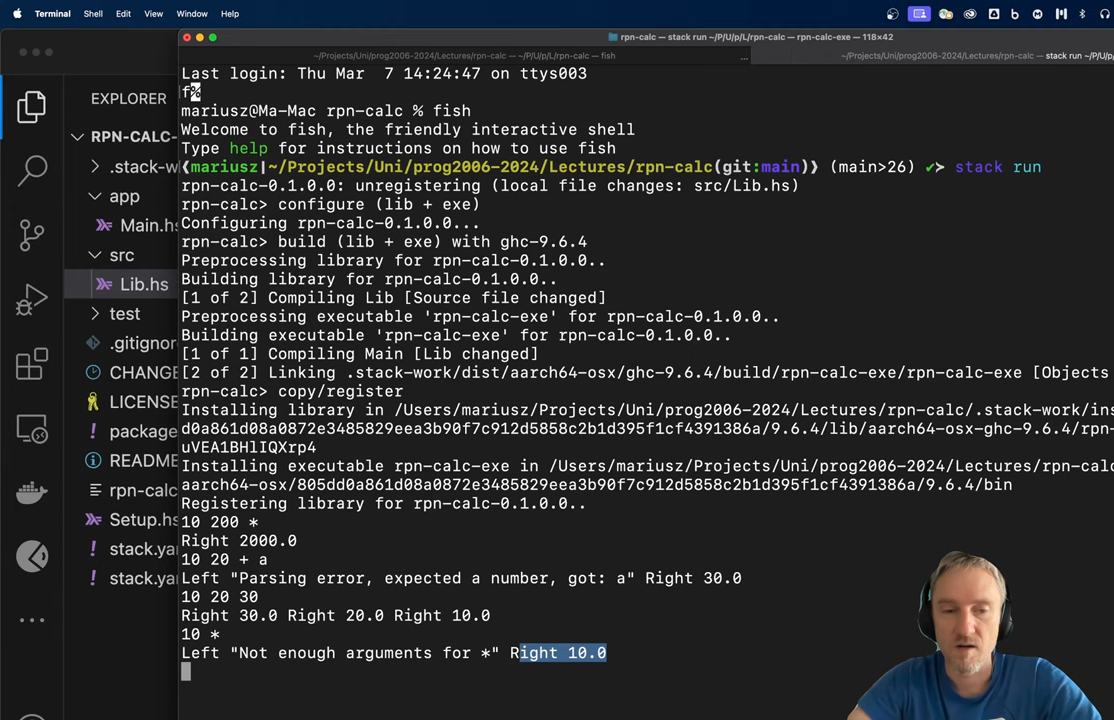 Terminal Shell Edit View Window Help
rpn-calc — stack run ~/P/U/p/L/rpn-calc — rpn-calc-exe — 118×42
~/Projects/Uni/prog2006-2024/Lectures/rpn-calc — ~/P/U/p/L/rpn-calc — fish ... ~/Projects/Uni/prog2006-2024/Lectures/rpn-calc — stack run ~/P/U/p/
Last login: Thu Mar  7 14:24:47 on ttys003
f%
mariusz@Ma-Mac rpn-calc % fish
Welcome to fish, the friendly interactive shell
Type help for instructions on how to use fish
⟬mariusz|~/Projects/Uni/prog2006-2024/Lectures/rpn-calc(git:main)⟭ (main>26) ✔➤ stack run
rpn-calc-0.1.0.0: unregistering (local file changes: src/Lib.hs)
rpn-calc> configure (lib + exe)
Configuring rpn-calc-0.1.0.0...
rpn-calc> build (lib + exe) with ghc-9.6.4
Preprocessing library for rpn-calc-0.1.0.0..
Building library for rpn-calc-0.1.0.0..
[1 of 2] Compiling Lib [Source file changed]
Preprocessing executable 'rpn-calc-exe' for rpn-calc-0.1.0.0..
Building executable 'rpn-calc-exe' for rpn-calc-0.1.0.0..
[1 of 1] Compiling Main [Lib changed]
[2 of 2] Linking .stack-work/dist/aarch64-osx/ghc-9.6.4/build/rpn-calc-exe/rpn-calc-exe [Objects
rpn-calc> copy/register
Installing library in /Users/mariusz/Projects/Uni/prog2006-2024/Lectures/rpn-calc/.stack-work/ins
d0a861d08a0872e3485829eea3b90f7c912d5858c2b1d395f1cf4391386a/9.6.4/lib/aarch64-osx-ghc-9.6.4/rpn-
uVEA1BHlIQXrp4
Installing executable rpn-calc-exe in /Users/mariusz/Projects/Uni/prog2006-2024/Lectures/rpn-calc
aarch64-osx/805dd0a861d08a0872e3485829eea3b90f7c912d5858c2b1d395f1cf4391386a/9.6.4/bin
Registering library for rpn-calc-0.1.0.0..
10 200 *
Right 2000.0
10 20 + a
Left "Parsing error, expected a number, got: a" Right 30.0
10 20 30
Right 30.0 Right 20.0 Right 10.0
10 *
Left "Not enough arguments for *" Right 10.0
EXPLORER
RPN-CALC-
.stack-w
app
Main.hs
src
Lib.hs
test
.gitignor
CHANGE
LICENSE
package
README
rpn-calc
Setup.hs
stack.ya
stack.ya